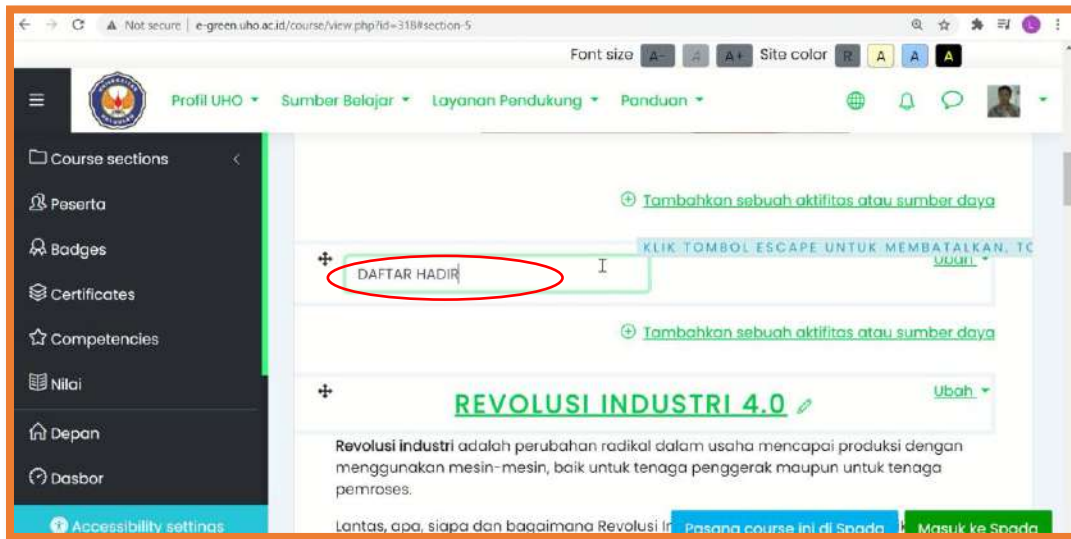 Not secure | e-green.uho.ac.id/course/view.php?id=318#section-5
Font size A- A A+ Site color R A A A
Profil UHO Sumber Belajar Layanan Pendukung Panduan
Course sections
Peserta
Badges
Certificates
Competencies
Nilai
Depan
Dasbor
Accessibility settings
Tambahkan sebuah aktifitas atau sumber daya
KLIK TOMBOL ESCAPE UNTUK MEMBATALKAN, TO
Ubah
DAFTAR HADIR
Tambahkan sebuah aktifitas atau sumber daya
REVOLUSI INDUSTRI 4.0
Ubah
Revolusi industri adalah perubahan radikal dalam usaha mencapai produksi dengan
menggunakan mesin-mesin, baik untuk tenaga penggerak maupun untuk tenaga
pemroses.
Lantas, apa, siapa dan bagaimana Revolusi
Pasang course ini di Spada
Masuk ke Spada